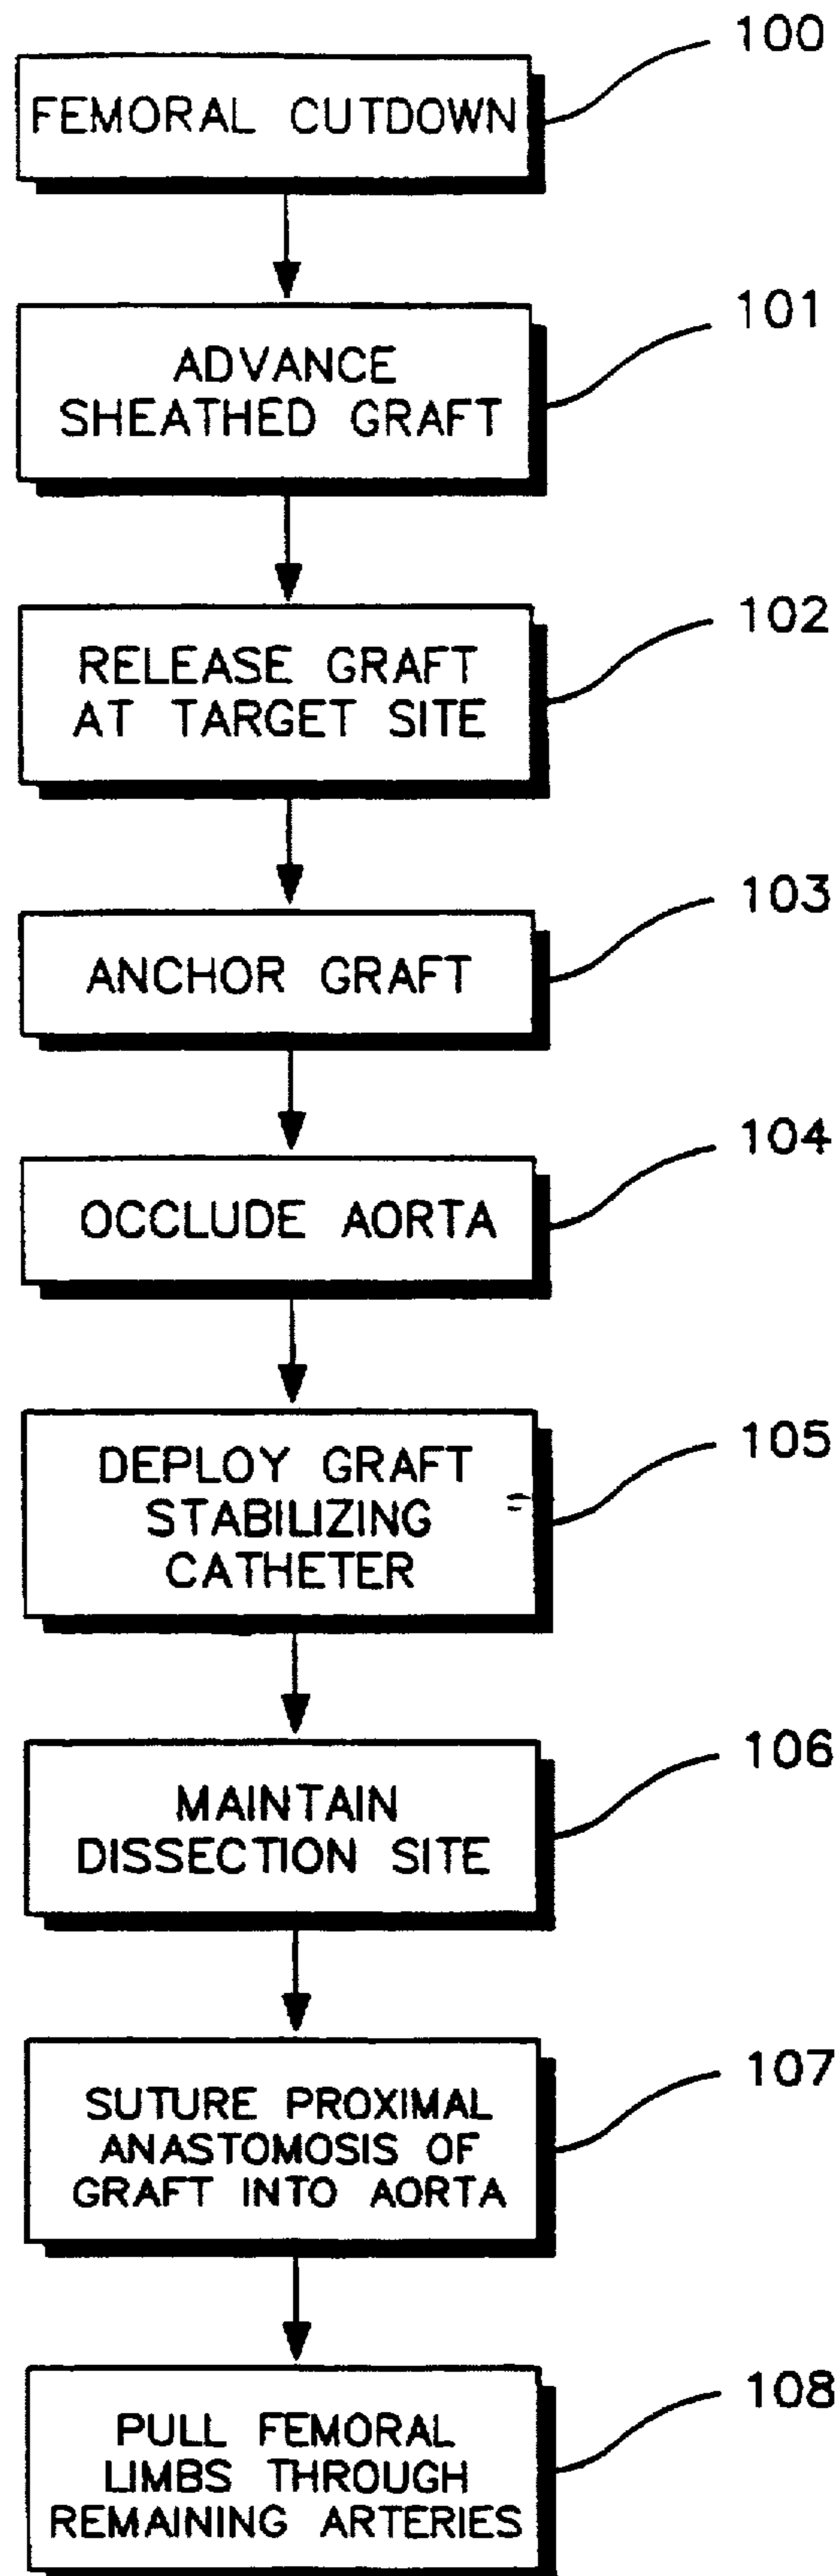 100
FEMORAL CUTDOWN
101
ADVANCE
SHEATHED GRAFT
102
RELEASE GRAFT
AT TARGET SITE
103
ANCHOR GRAFT
104
OCCLUDE AORTA
105
DEPLOY GRAFT
STABILIZING
CATHETER
106
MAINTAIN
DISSECTION SITE
107
SUTURE PROXIMAL
ANASTOMOSIS OF
GRAFT INTO AORTA
108
PULL FEMORAL
LIMBS THROUGH
REMAINING ARTERIES